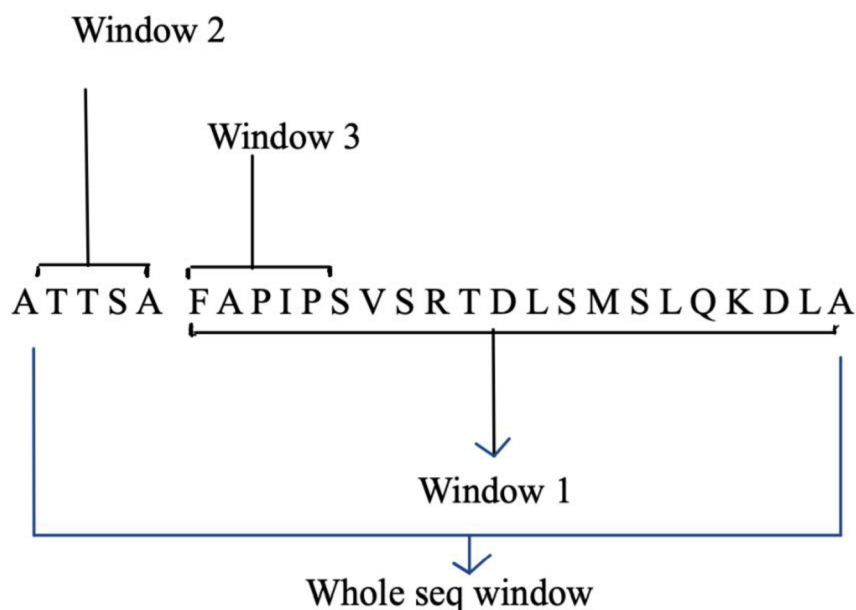 Window 2
Window 3
A T T S A F A P I P S V S R T D L S M S L Q K D L A
Window 1
Whole seq window